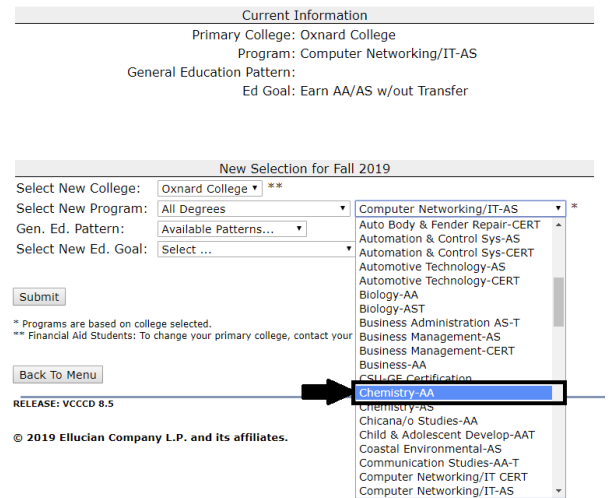 Current Information
Primary College: Oxnard College
Program: Computer Networking/IT-AS
General Education Pattern:
Ed Goal: Earn AA/AS w/out Transfer
New Selection for Fall 2019
Select New College: Oxnard College **
Select New Program: All Degrees Computer Networking/IT-AS *
Gen. Ed. Pattern: Available Patterns...
Select New Ed. Goal: Select ...
Auto Body & Fender Repair-CERT
Automation & Control Sys-AS
Automation & Control Sys-CERT
Automotive Technology-AS
Automotive Technology-CERT
Biology-AA
Biology-AST
Business Administration AS-T
Business Management-AS
Business Management-CERT
Business-AA
CSU-GE Certification
Chemistry-AA
Chemistry-AS
Chicana/o Studies-AA
Child & Adolescent Develop-AAT
Coastal Environmental-AS
Communication Studies-AA-T
Computer Networking/IT CERT
Computer Networking/IT-AS
Submit
* Programs are based on college selected.
** Financial Aid Students: To change your primary college, contact your
Back To Menu
RELEASE: VCCCD 8.5
© 2019 Ellucian Company L.P. and its affiliates.